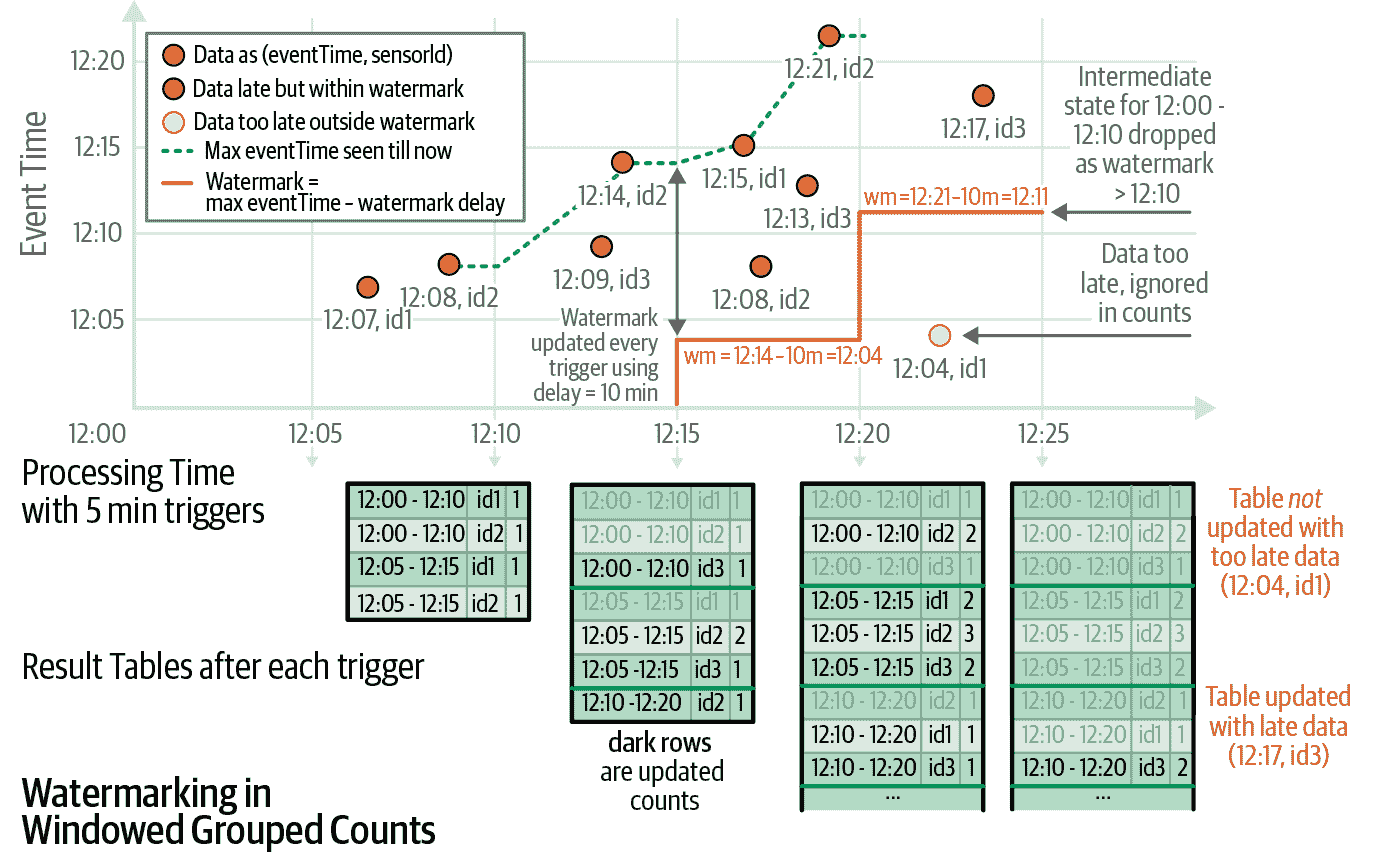 12:20
12:15
12:10
12:05
Event Time
Data as (eventTime, sensorId)
Data late but within watermark
Data too late outside watermark
Max eventTime seen till now
Watermark =
max eventTime – watermark delay
12:07, id1
12:08, id2
12:14, id2
12:09, id3
12:15, id1
12:21, id2
12:13, id3
12:08, id2
12:17, id3
12:04, id1
Watermark
updated every
trigger using
delay = 10 min
wm = 12:14–10m =12:04
wm =12:21–10m=12:11
Intermediate
state for 12:00 -
12:10 dropped
as watermark
> 12:10
Data too
late, ignored
in counts
12:00
12:05
12:10
12:15
12:20
12:25
Processing Time
with 5 min triggers
12:00 - 12:10 id1 1
12:00 - 12:10 id2 1
12:05 - 12:15 id1 1
12:05 - 12:15 id2 1
12:00 - 12:10 id1 1
12:00 - 12:10 id2 1
12:00 - 12:10 id3 1
12:05 - 12:15 id1 1
12:05 - 12:15 id2 2
12:05 -12:15 id3 1
12:10 -12:20 id2 1
dark rows
are updated
counts
12:00 - 12:10 id1 1
12:00 - 12:10 id2 2
12:00 - 12:10 id3 1
12:05 - 12:15 id1 2
12:05 - 12:15 id2 3
12:05 - 12:15 id3 2
12:10 - 12:20 id2 1
12:10 - 12:20 id1 1
12:10 - 12:20 id3 1
...
12:00 - 12:10 id1 1
12:00 - 12:10 id2 2
12:00 - 12:10 id3 1
12:05 - 12:15 id1 2
12:05 - 12:15 id2 3
12:05 - 12:15 id3 2
12:10 - 12:20 id2 1
12:10 - 12:20 id1 1
12:10 - 12:20 id3 2
...
Table not
updated with
too late data
(12:04, id1)
Table updated
with late data
(12:17, id3)
Result Tables after each trigger
Watermarking in
Windowed Grouped Counts